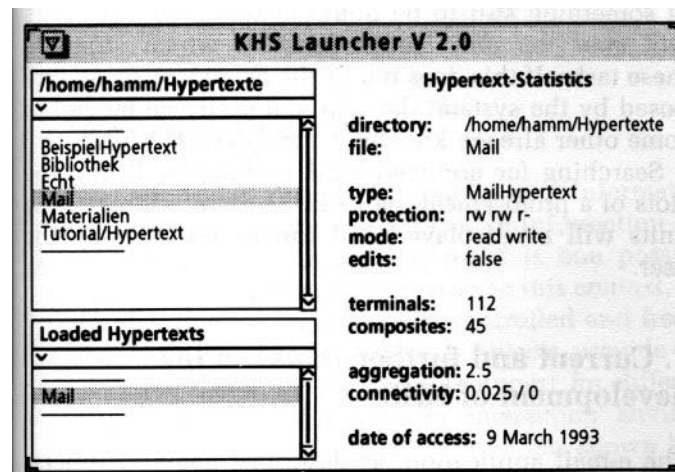 KHS Launcher V 2.0
/home/hamm/Hypertexte
BeispielHypertext
Bibliothek
Echt
Mail
Materialien
Tutorial/Hypertext
Loaded Hypertexts
Mail
Hypertext-Statistics
directory: /home/hamm/Hypertexte
file: Mail
type: MailHypertext
protection: rw rw r-
mode: read write
edits: false
terminals: 112
composites: 45
aggregation: 2.5
connectivity: 0.025 / 0
date of access: 9 March 1993